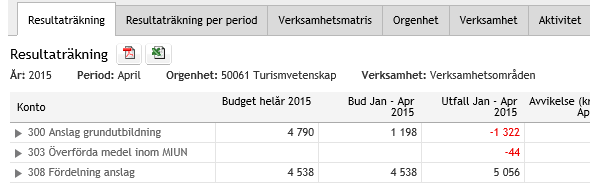 Resultaträkning Resultaträkning per period Verksamhetsmatris Orgenhet Verksamhet Aktivitet
Resultaträkning
År: 2015 Period: April Orgenhet: 50061 Turismvetenskap Verksamhet: Verksamhetsområden
Konto Budget helår 2015 Bud Jan - Apr 2015 Utfall Jan - Apr 2015 Avvikelse (kr
300 Anslag grundutbildning 4 790 1 198 -1 322
303 Överförda medel inom MIUN -44
308 Fördelning anslag 4 538 4 538 5 056